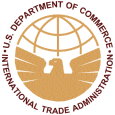 U.S. DEPARTMENT OF COMMERCE
INTERNATIONAL TRADE ADMINISTRATION